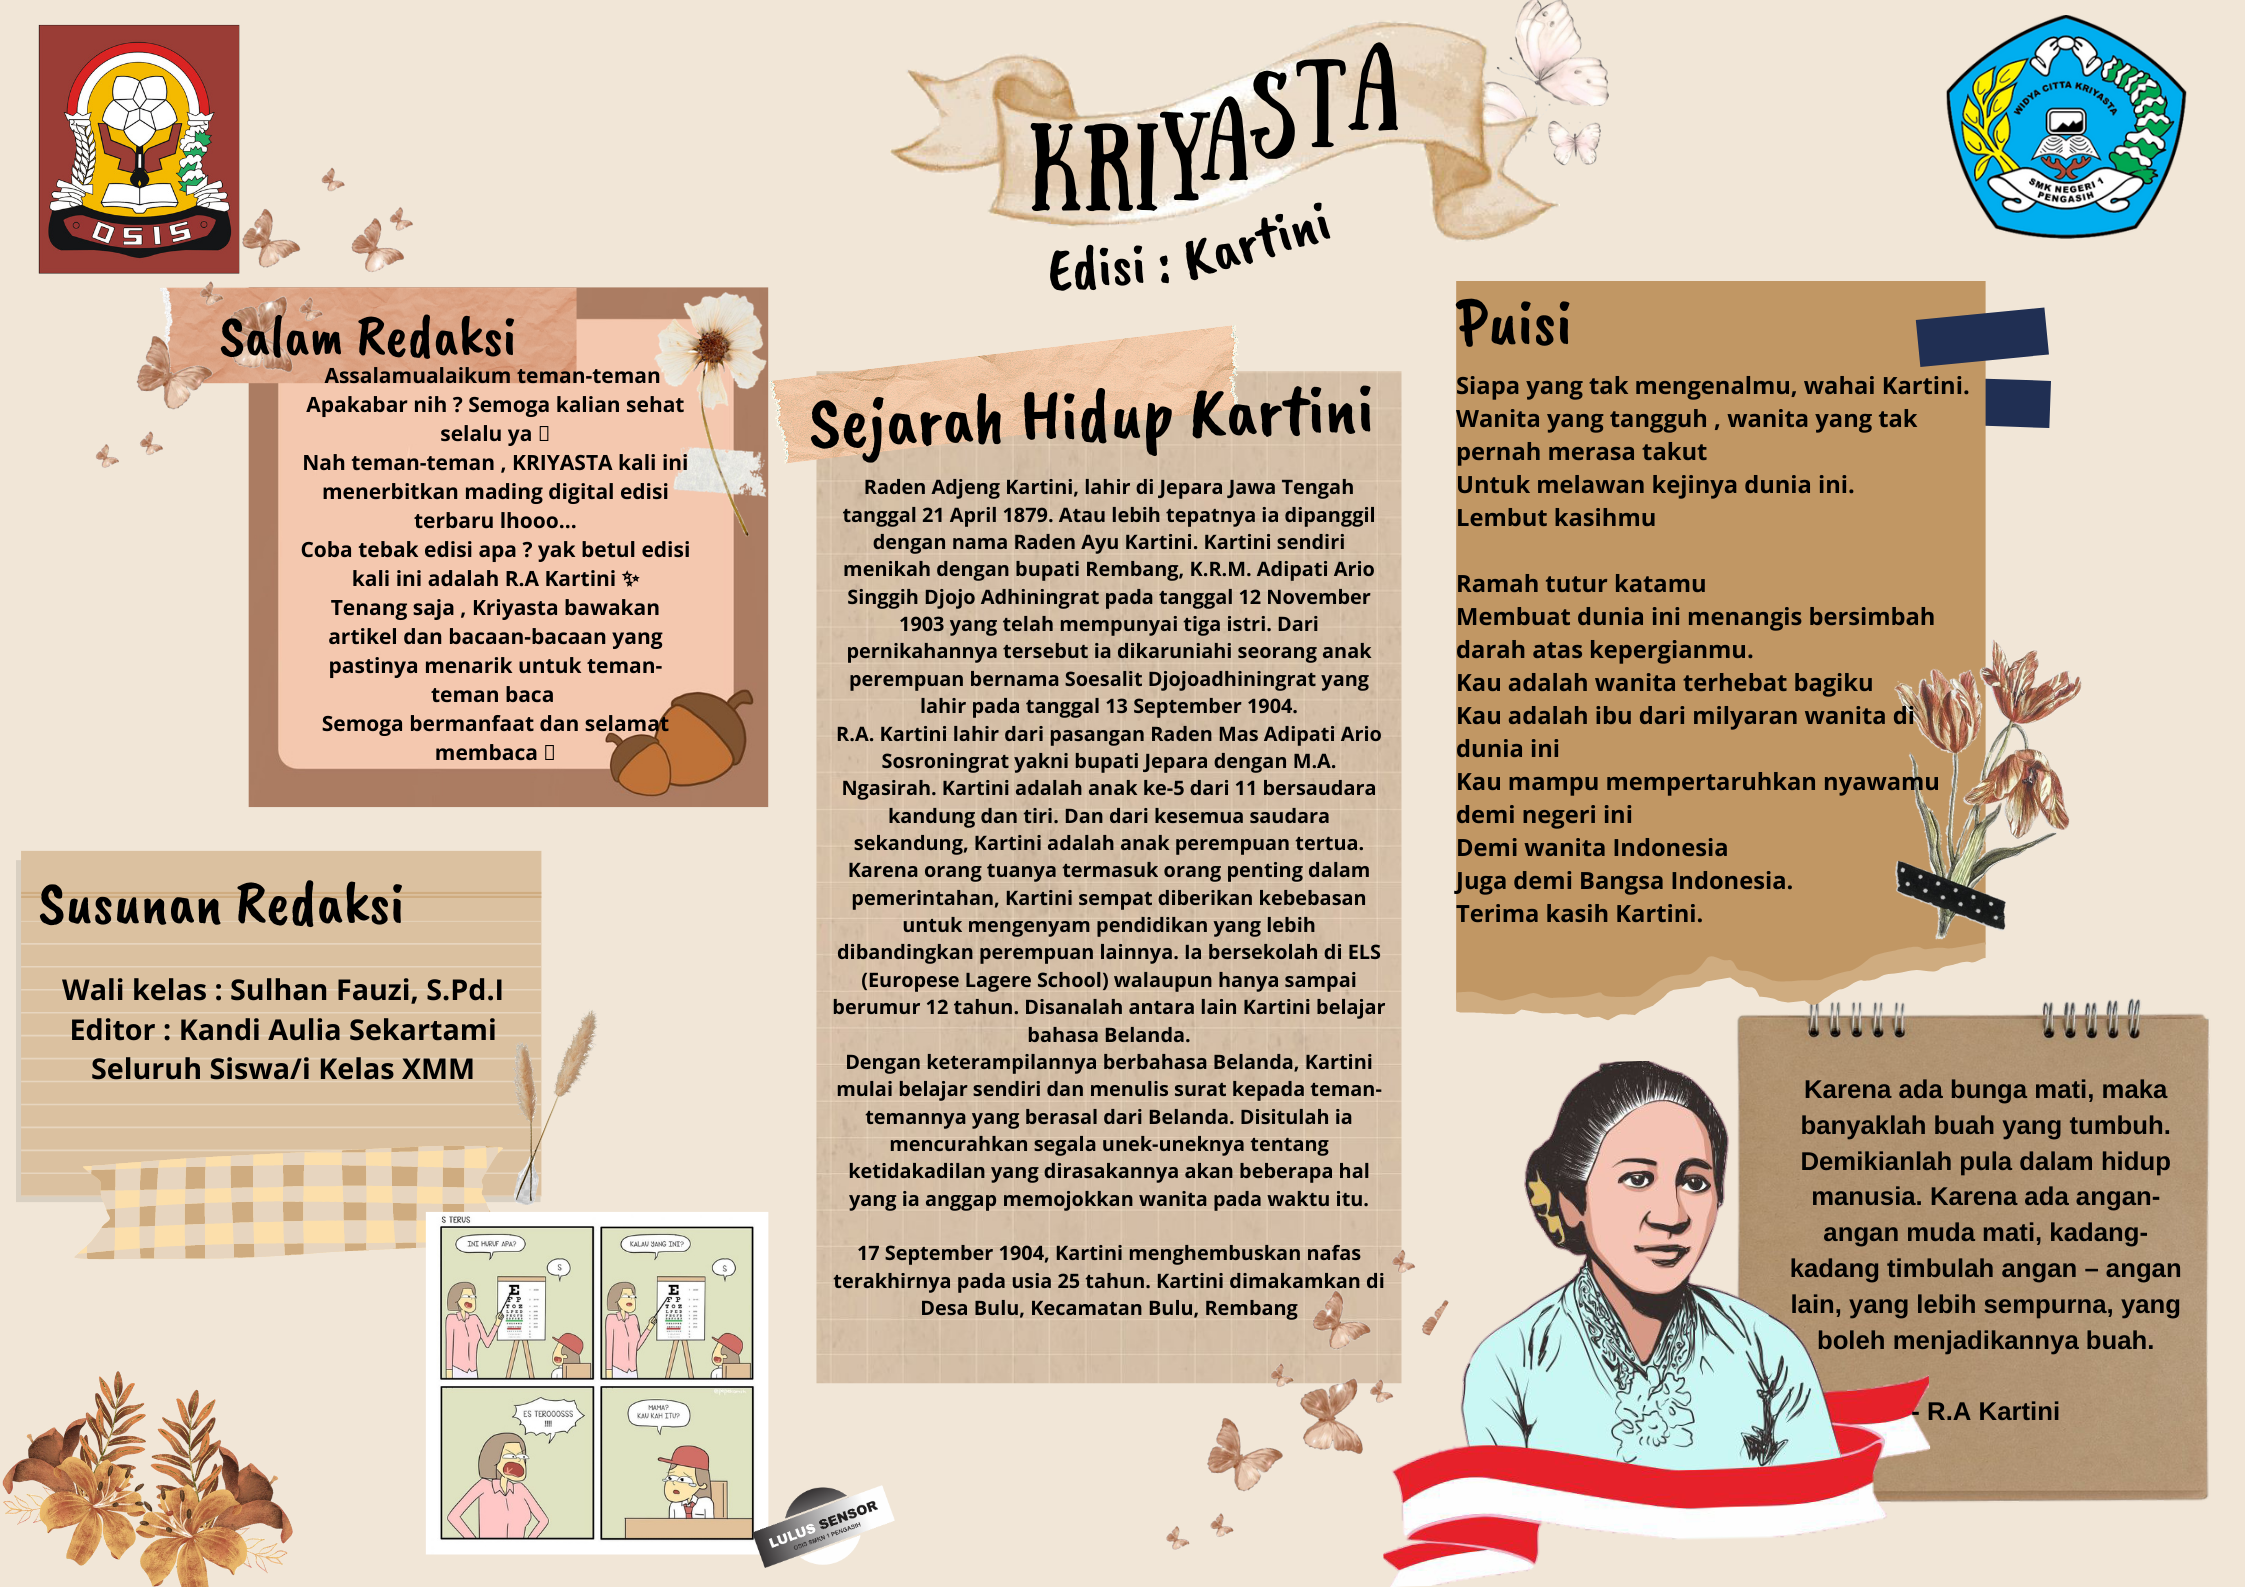 OSIS
KRIYASTA
Edisi : Kartini
WIDYA CITTA KRIYASTA
SMK NEGERI 1
PENGASIH
Salam Redaksi
Assalamualaikum teman-teman
Apakabar nih ? Semoga kalian sehat
selalu ya
Nah teman-teman , KRIYASTA kali ini
menerbitkan mading digital edisi
terbaru lhooo...
Coba tebak edisi apa ? yak betul edisi
kali ini adalah R.A Kartini ✨
Tenang saja , Kriyasta bawakan
artikel dan bacaan-bacaan yang
pastinya menarik untuk teman-
teman baca
Semoga bermanfaat dan selamat
membaca
Susunan Redaksi
Wali kelas : Sulhan Fauzi, S.Pd.I
Editor : Kandi Aulia Sekartami
Seluruh Siswa/i Kelas XMM
S TERUS
INI HURUF APA?
S
KALAU YANG INI?
S
ES TEROOOSSS
!!!!
MAMA?
KAU KAH ITU?
LULUS SENSOR
OSIS SMKN 1 PENGASIH
Sejarah Hidup Kartini
Raden Adjeng Kartini, lahir di Jepara Jawa Tengah
tanggal 21 April 1879. Atau lebih tepatnya ia dipanggil
dengan nama Raden Ayu Kartini. Kartini sendiri
menikah dengan bupati Rembang, K.R.M. Adipati Ario
Singgih Djojo Adhiningrat pada tanggal 12 November
1903 yang telah mempunyai tiga istri. Dari
pernikahannya tersebut ia dikaruniahi seorang anak
perempuan bernama Soesalit Djojoadhiningrat yang
lahir pada tanggal 13 September 1904.
R.A. Kartini lahir dari pasangan Raden Mas Adipati Ario
Sosroningrat yakni bupati Jepara dengan M.A.
Ngasirah. Kartini adalah anak ke-5 dari 11 bersaudara
kandung dan tiri. Dan dari kesemua saudara
sekandung, Kartini adalah anak perempuan tertua.
Karena orang tuanya termasuk orang penting dalam
pemerintahan, Kartini sempat diberikan kebebasan
untuk mengenyam pendidikan yang lebih
dibandingkan perempuan lainnya. Ia bersekolah di ELS
(Europese Lagere School) walaupun hanya sampai
berumur 12 tahun. Disanalah antara lain Kartini belajar
bahasa Belanda.
Dengan keterampilannya berbahasa Belanda, Kartini
mulai belajar sendiri dan menulis surat kepada teman-
temannya yang berasal dari Belanda. Disitulah ia
mencurahkan segala unek-uneknya tentang
ketidakadilan yang dirasakannya akan beberapa hal
yang ia anggap memojokkan wanita pada waktu itu.
17 September 1904, Kartini menghembuskan nafas
terakhirnya pada usia 25 tahun. Kartini dimakamkan di
Desa Bulu, Kecamatan Bulu, Rembang
Puisi
Siapa yang tak mengenalmu, wahai Kartini.
Wanita yang tangguh , wanita yang tak
pernah merasa takut
Untuk melawan kejinya dunia ini.
Lembut kasihmu
Ramah tutur katamu
Membuat dunia ini menangis bersimbah
darah atas kepergianmu.
Kau adalah wanita terhebat bagiku
Kau adalah ibu dari milyaran wanita di
dunia ini
Kau mampu mempertaruhkan nyawamu
demi negeri ini
Demi wanita Indonesia
Juga demi Bangsa Indonesia.
Terima kasih Kartini.
Karena ada bunga mati, maka
banyaklah buah yang tumbuh.
Demikianlah pula dalam hidup
manusia. Karena ada angan-
angan muda mati, kadang-
kadang timbulah angan – angan
lain, yang lebih sempurna, yang
boleh menjadikannya buah.
- R.A Kartini